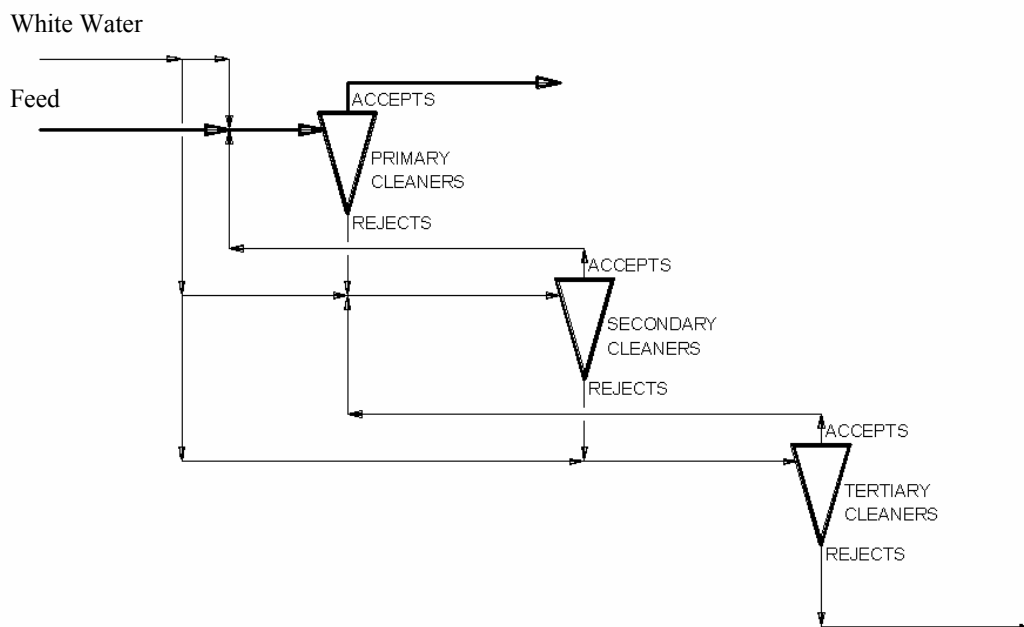 White Water
Feed
ACCEPTS
PRIMARY
CLEANERS
REJECTS
ACCEPTS
SECONDARY
CLEANERS
REJECTS
ACCEPTS
TERTIARY
CLEANERS
REJECTS